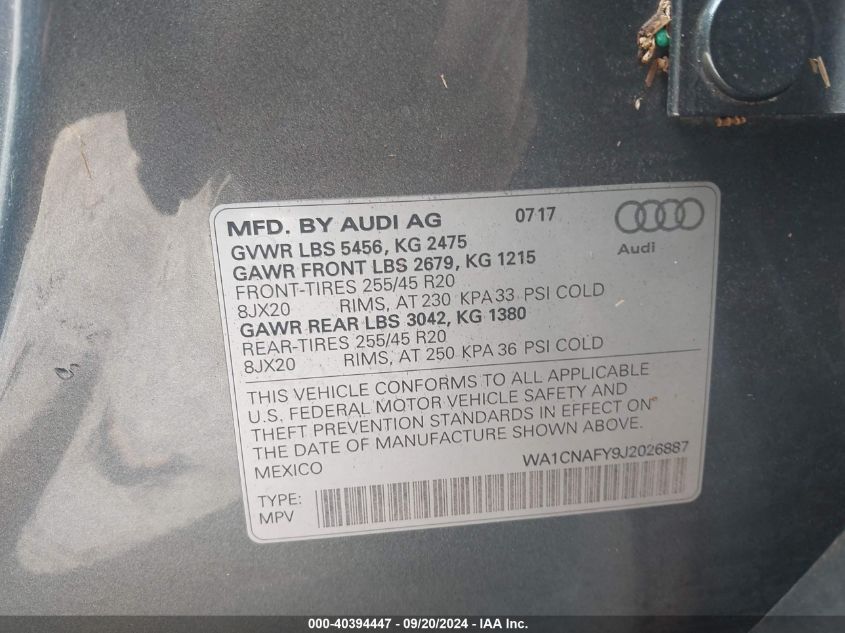 MFD. BY AUDI AG 0717
Audi
GVWR LBS 5456, KG 2475
GAWR FRONT LBS 2679, KG 1215
FRONT-TIRES 255/45 R20
8JX20 RIMS, AT 230 KPA 33 PSI COLD
GAWR REAR LBS 3042, KG 1380
REAR-TIRES 255/45 R20
8JX20 RIMS, AT 250 KPA 36 PSI COLD
THIS VEHICLE CONFORMS TO ALL APPLICABLE
U.S. FEDERAL MOTOR VEHICLE SAFETY AND
THEFT PREVENTION STANDARDS IN EFFECT ON
THE DATE OF MANUFACTURE SHOWN ABOVE.
MEXICO WA1CNAFY9J2026887
TYPE:
MPV
000-40394447 - 09/20/2024 - IAA Inc.